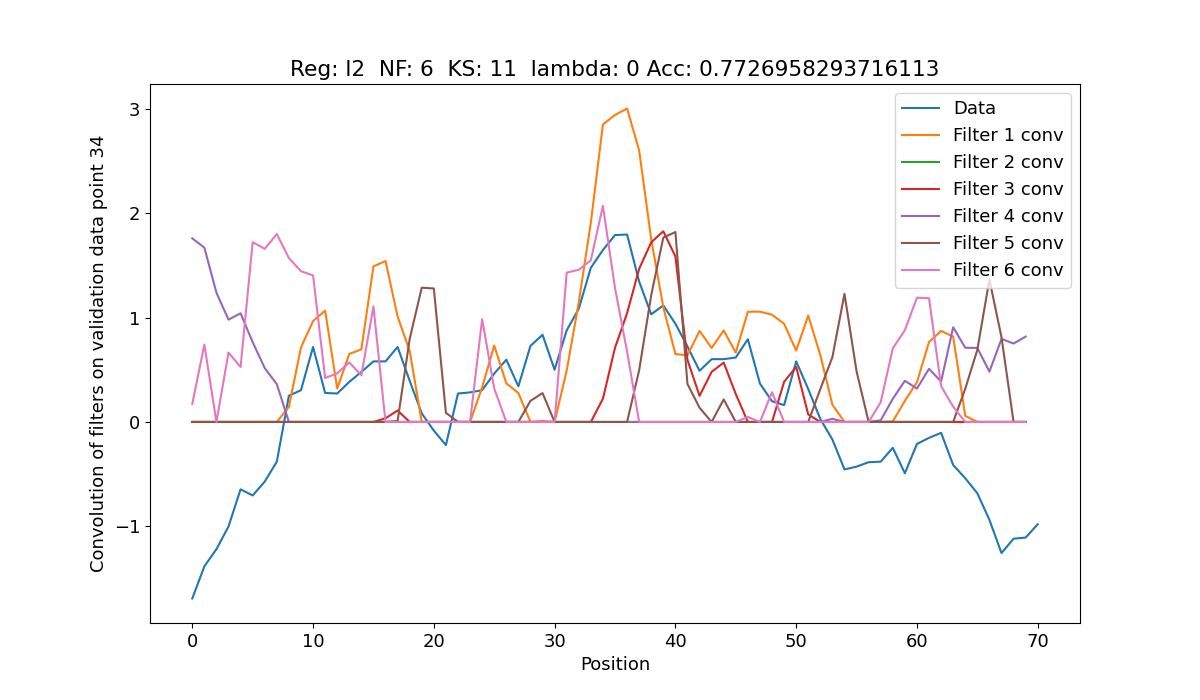 Reg: l2  NF: 6  KS: 11  lambda: 0 Acc: 0.7726958293716113
Convolution of filters on validation data point 34
3
2
1
0
−1
Data
Filter 1 conv
Filter 2 conv
Filter 3 conv
Filter 4 conv
Filter 5 conv
Filter 6 conv
0 10 20 30 40 50 60 70
Position